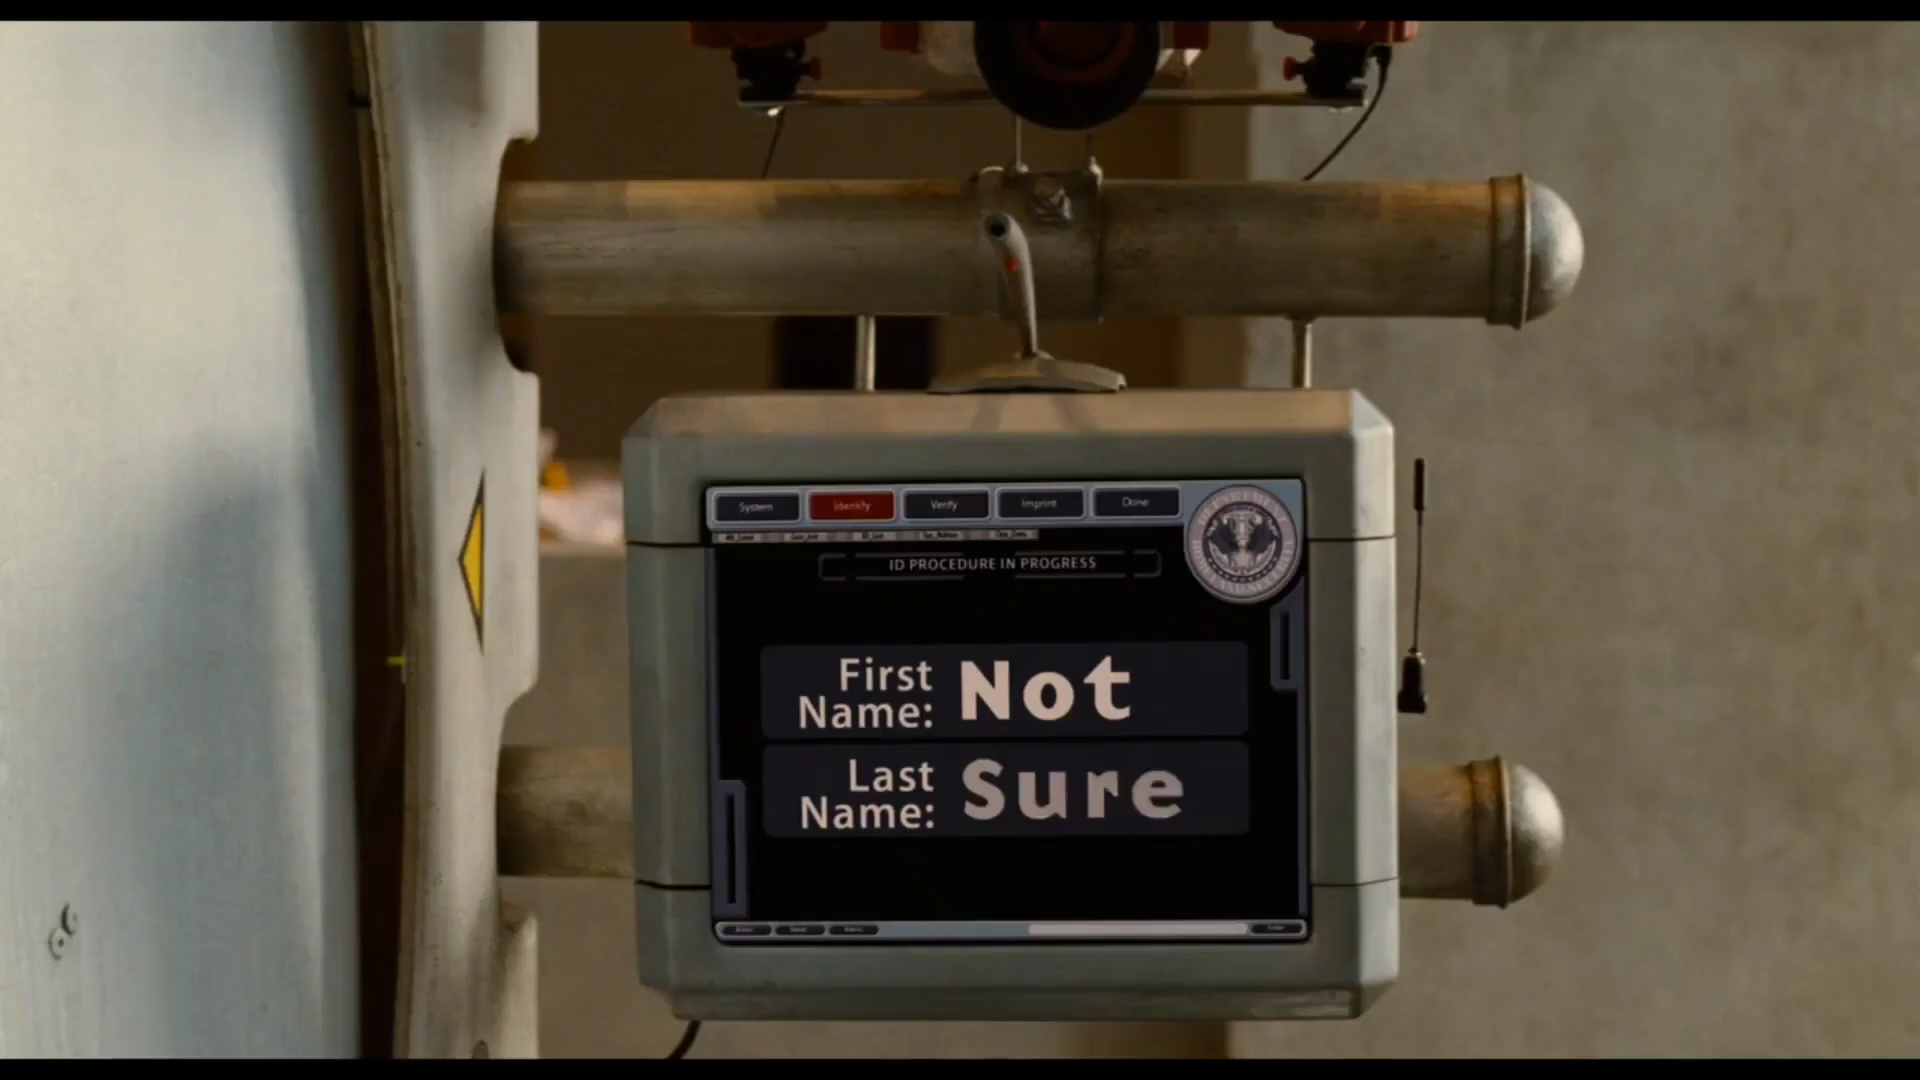 System Identify Verify Imprint Done
ID PROCEDURE IN PROGRESS
First Name: Not
Last Name: Sure